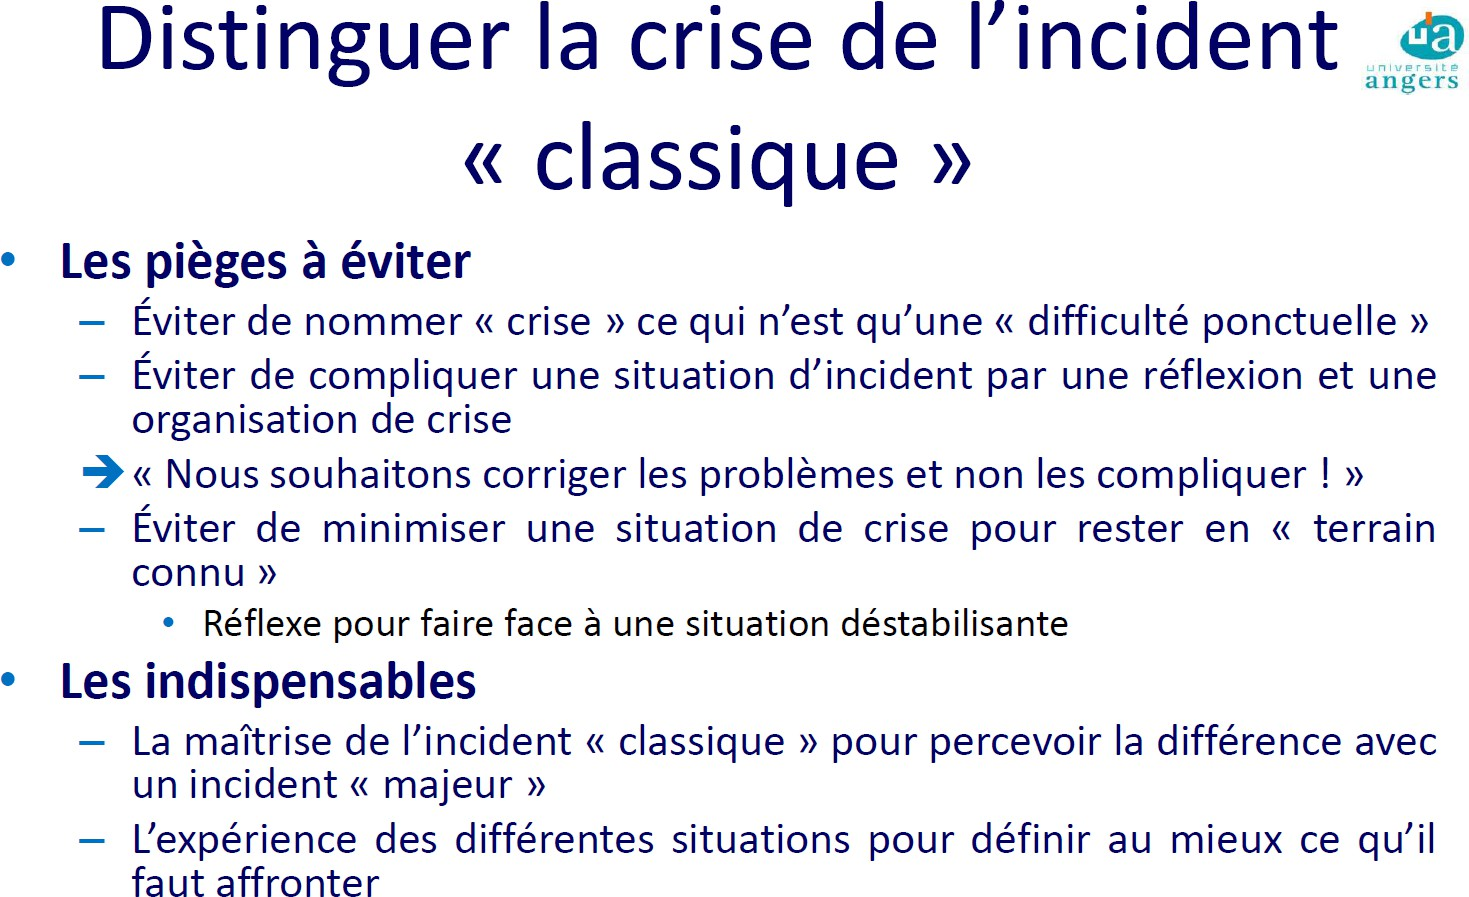 Distinguer la crise de l’incident
« classique »
ua
université
angers
• Les pièges à éviter
– Éviter de nommer « crise » ce qui n’est qu’une « difficulté ponctuelle »
– Éviter de compliquer une situation d’incident par une réflexion et une
organisation de crise
➔ « Nous souhaitons corriger les problèmes et non les compliquer ! »
– Éviter de minimiser une situation de crise pour rester en « terrain
connu »
• Réflexe pour faire face à une situation déstabilisante
• Les indispensables
– La maîtrise de l’incident « classique » pour percevoir la différence avec
un incident « majeur »
– L’expérience des différentes situations pour définir au mieux ce qu’il
faut affronter